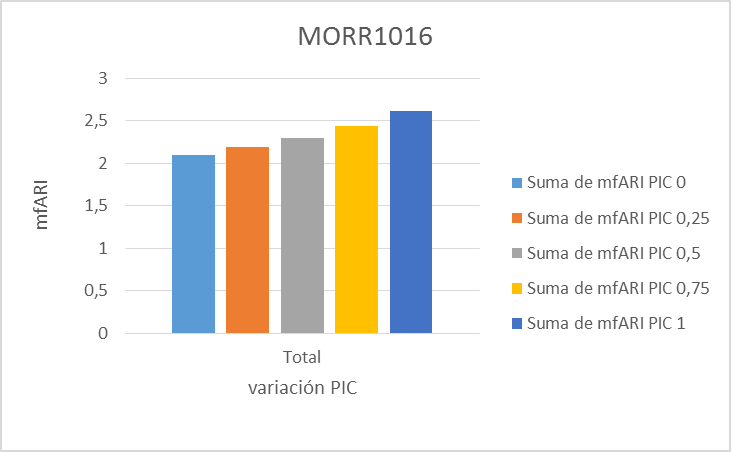 MORR1016
3
2,5
2
1,5
1
0,5
0
mfARI
Total
variación PIC
Suma de mfARI PIC 0
Suma de mfARI PIC 0,25
Suma de mfARI PIC 0,5
Suma de mfARI PIC 0,75
Suma de mfARI PIC 1